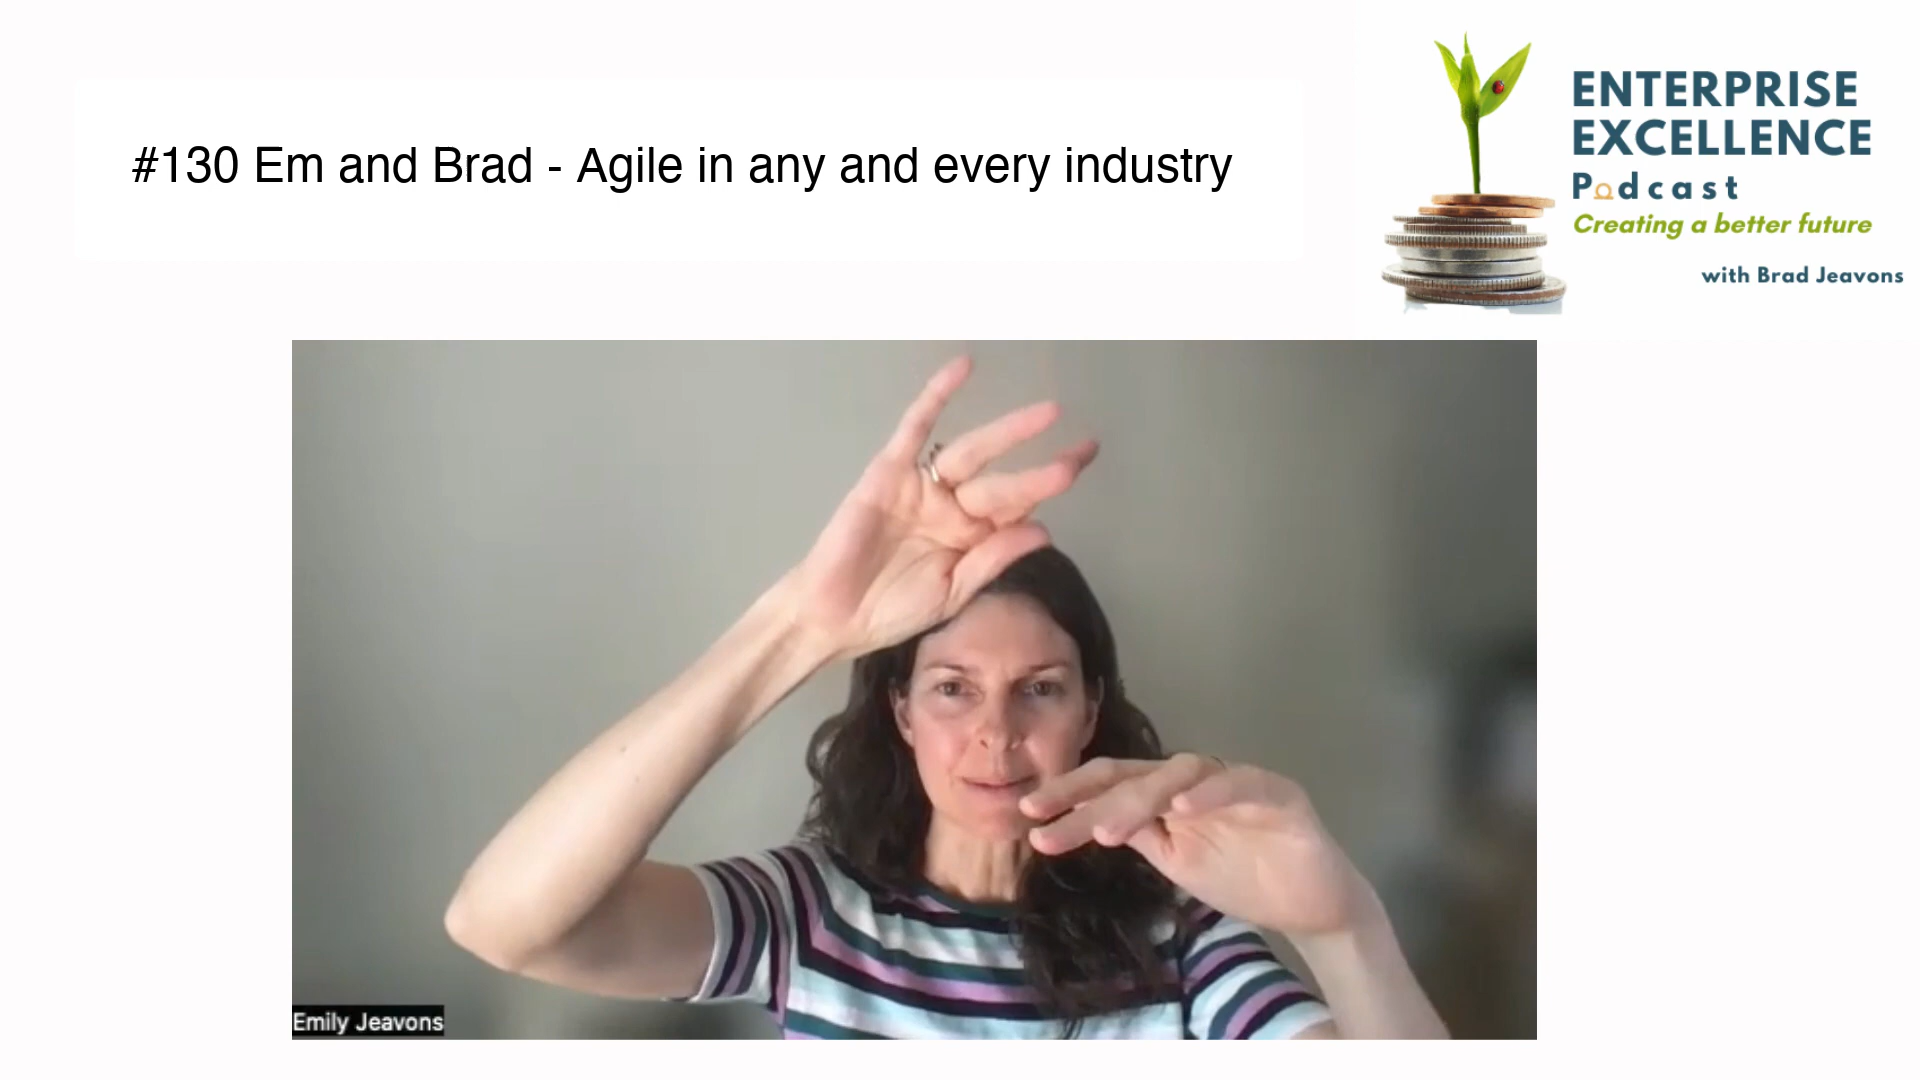 #130 Em and Brad - Agile in any and every industry
ENTERPRISE
EXCELLENCE
Podcast
Creating a better future
with Brad Jeavons
Emily Jeavons